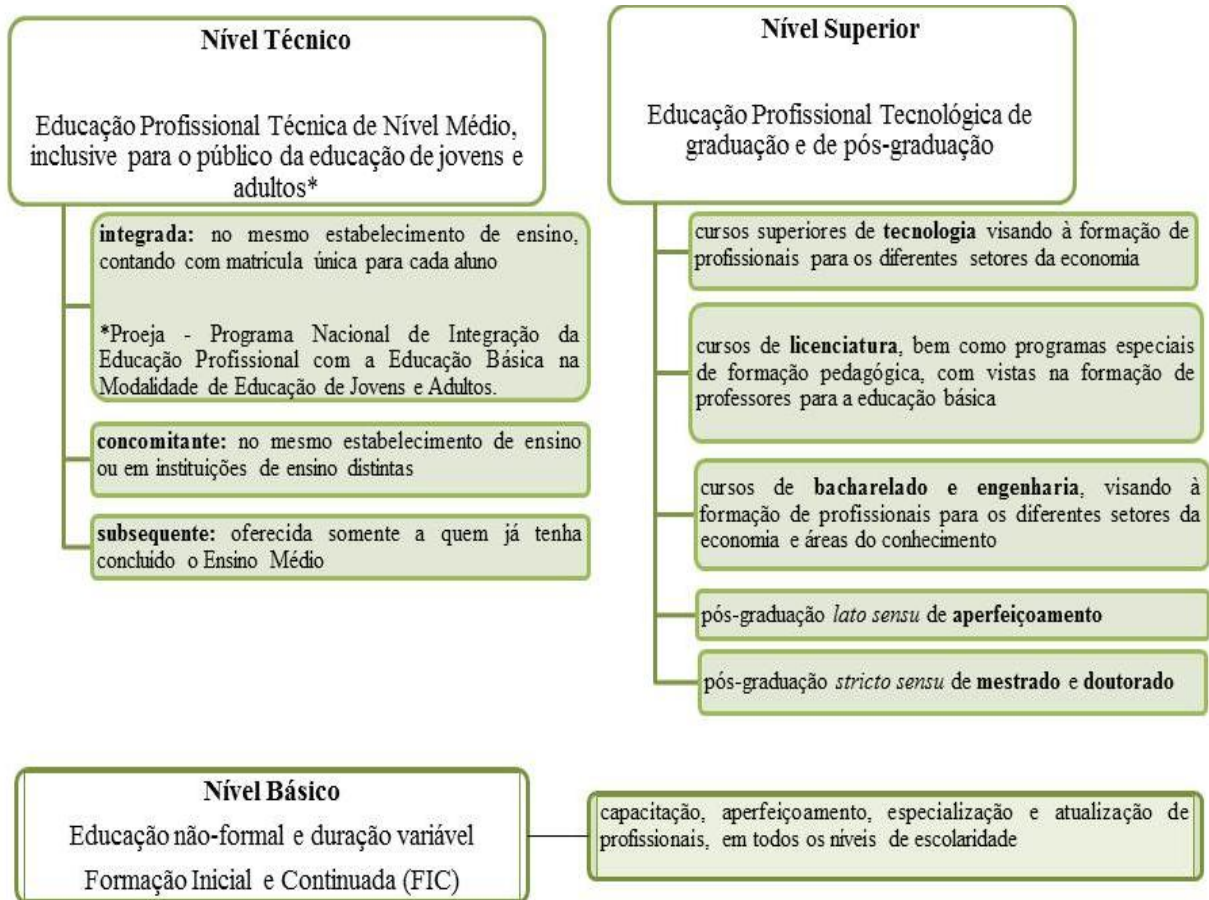 Nível Técnico
Educação Profissional Técnica de Nível Médio,
inclusive para o público da educação de jovens e
adultos*
integrada: no mesmo estabelecimento de ensino,
contando com matricula única para cada aluno
*Proeja - Programa Nacional de Integração da
Educação Profissional com a Educação Básica na
Modalidade de Educação de Jovens e Adultos.
concomitante: no mesmo estabelecimento de ensino
ou em instituições de ensino distintas
subsequente: oferecida somente a quem já tenha
concluído o Ensino Médio
Nível Superior
Educação Profissional Tecnológica de
graduação e de pós-graduação
cursos superiores de tecnologia visando à formação de
profissionais para os diferentes setores da economia
cursos de licenciatura, bem como programas especiais
de formação pedagógica, com vistas na formação de
professores para a educação básica
cursos de bacharelado e engenharia, visando à
formação de profissionais para os diferentes setores da
economia e áreas do conhecimento
pós-graduação lato sensu de aperfeiçoamento
pós-graduação stricto sensu de mestrado e doutorado
Nível Básico
Educação não-formal e duração variável
Formação Inicial e Continuada (FIC)
capacitação, aperfeiçoamento, especialização e atualização de
profissionais, em todos os níveis de escolaridade